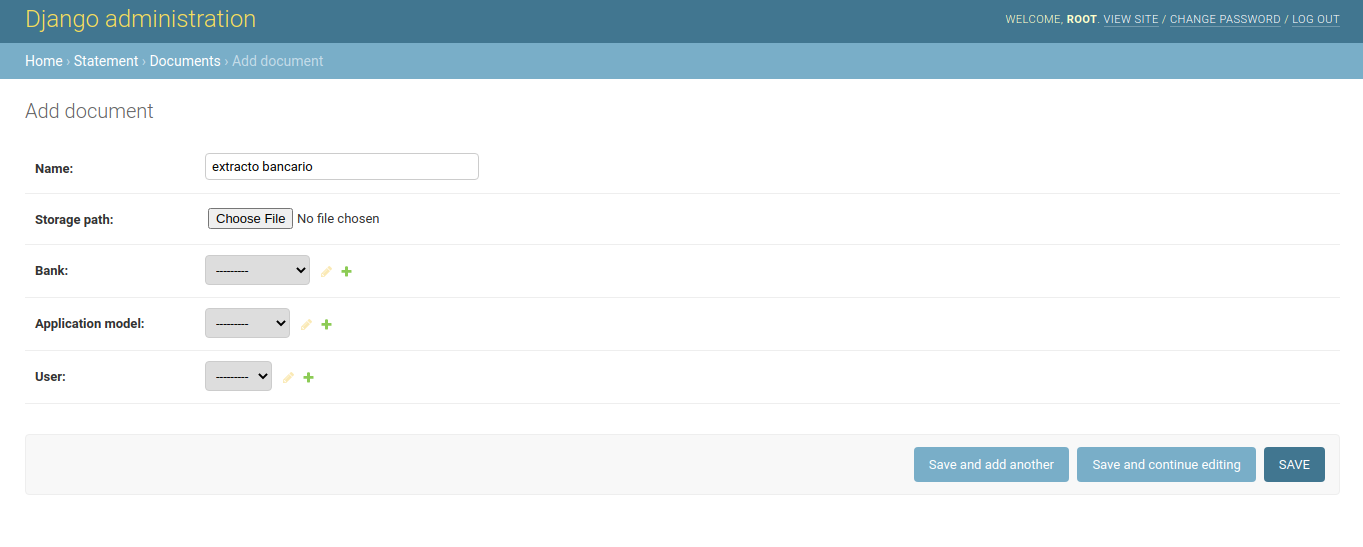 Django administration
WELCOME, ROOT. VIEW SITE / CHANGE PASSWORD / LOG OUT
Home › Statement › Documents › Add document
Add document
Name: extracto bancario
Storage path: Choose File No file chosen
Bank: ---------
Application model: ---------
User: ---------
Save and add another Save and continue editing SAVE